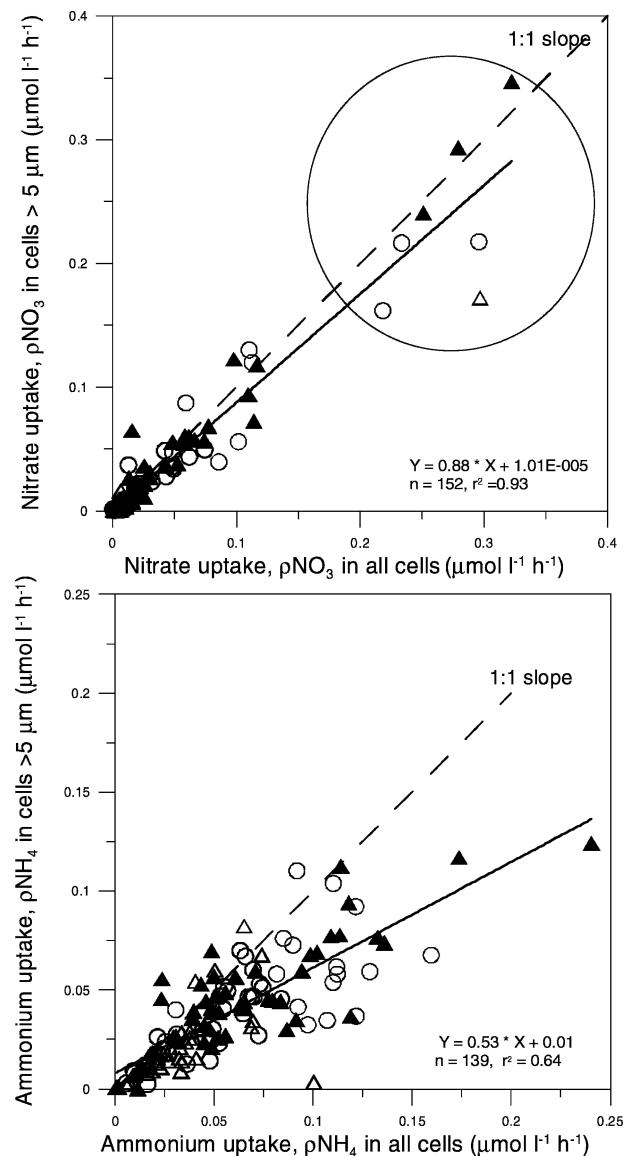 Nitrate uptake, ρNO3 in cells > 5 μm (μmol l-1 h-1)
0.4
0.3
0.2
0.1
0
1:1 slope
Y = 0.88 * X + 1.01E-005
n = 152, r² =0.93
0 0.1 0.2 0.3 0.4
Nitrate uptake, ρNO3 in all cells (μmol l-1 h-1)
Ammonium uptake, ρNH4 in cells >5 μm (μmol l-1 h-1)
0.25
0.2
0.15
0.1
0.05
0
1:1 slope
Y = 0.53 * X + 0.01
n = 139, r² = 0.64
0 0.05 0.1 0.15 0.2 0.25
Ammonium uptake, ρNH4 in all cells (μmol l-1 h-1)